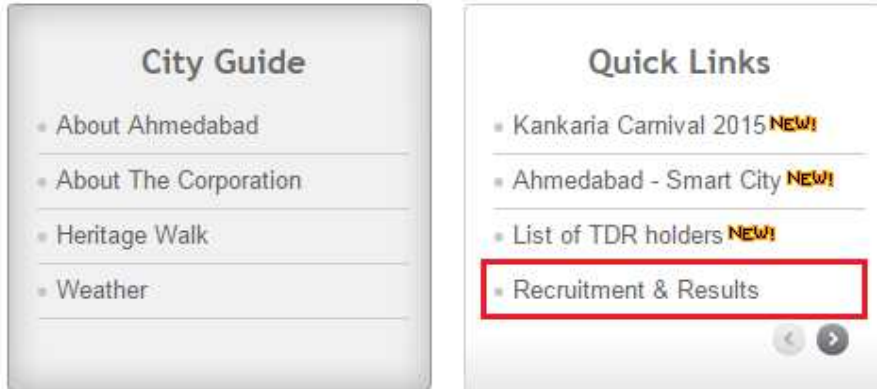 City Guide
About Ahmedabad
About The Corporation
Heritage Walk
Weather
Quick Links
Kankaria Carnival 2015 NEW!
Ahmedabad - Smart City NEW!
List of TDR holders NEW!
Recruitment & Results